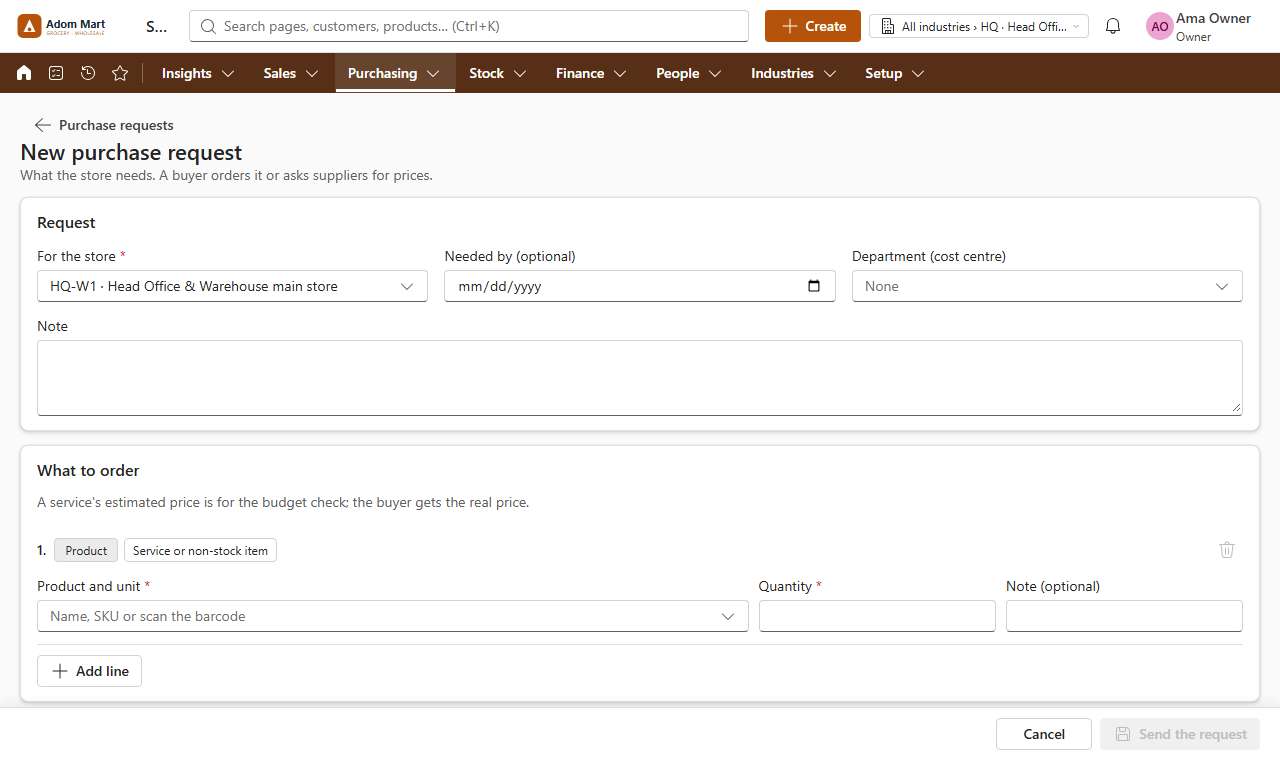 Adom Mart
GROCERY · WHOLESALE
S...
Search pages, customers, products... (Ctrl+K)
Create
All industries › HQ · Head Offi...
AO
Ama Owner
Owner
Insights
Sales
Purchasing
Stock
Finance
People
Industries
Setup
Purchase requests
New purchase request
What the store needs. A buyer orders it or asks suppliers for prices.
Request
For the store *
Needed by (optional)
Department (cost centre)
HQ-W1 · Head Office & Warehouse main store
mm/dd/yyyy
None
Note
What to order
A service's estimated price is for the budget check; the buyer gets the real price.
1.
Product
Service or non-stock item
Product and unit *
Quantity *
Note (optional)
Name, SKU or scan the barcode
Add line
Cancel
Send the request